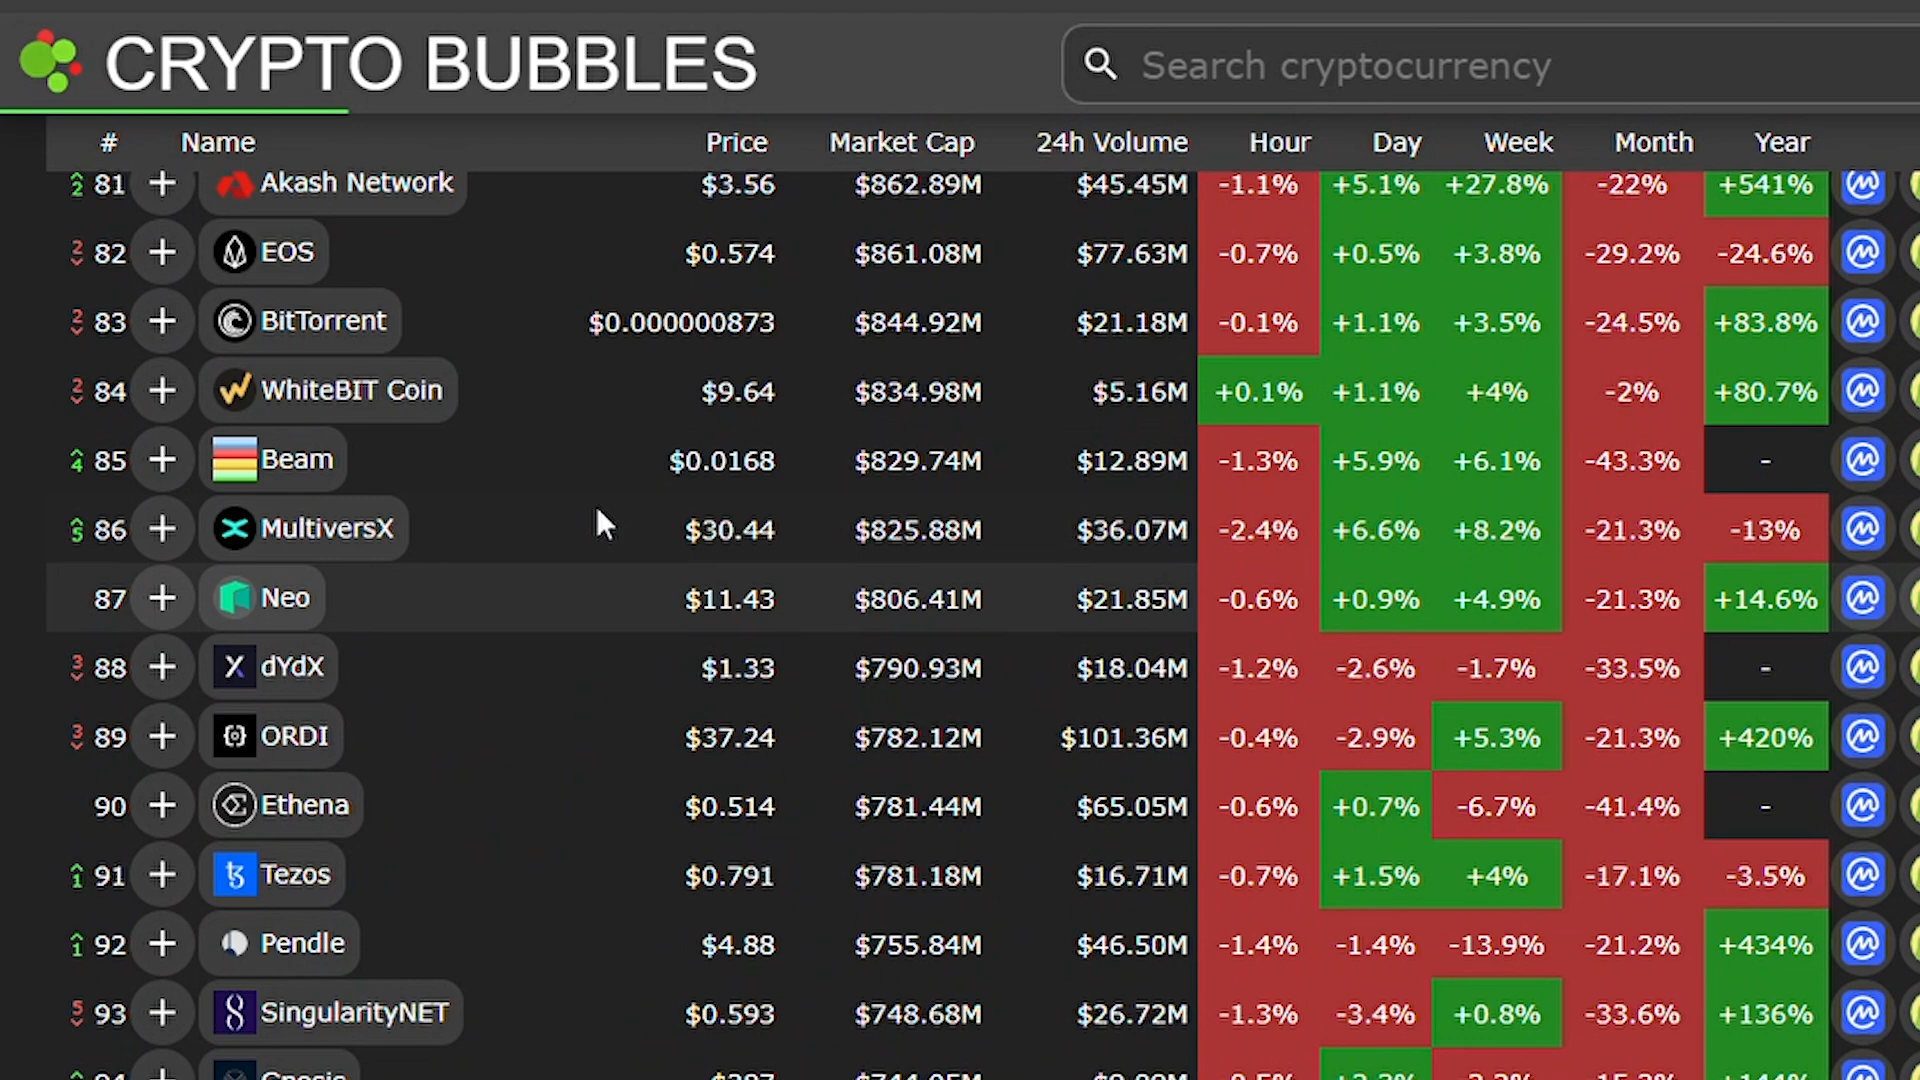 CRYPTO BUBBLES
Search cryptocurrency
# Name Price Market Cap 24h Volume Hour Day Week Month Year
2 81 + Akash Network $3.56 $862.89M $45.45M -1.1% +5.1% +27.8% -22% +541%
2 82 + EOS $0.574 $861.08M $77.63M -0.7% +0.5% +3.8% -29.2% -24.6%
2 83 + BitTorrent $0.000000873 $844.92M $21.18M -0.1% +1.1% +3.5% -24.5% +83.8%
2 84 + WhiteBIT Coin $9.64 $834.98M $5.16M +0.1% +1.1% +4% -2% +80.7%
4 85 + Beam $0.0168 $829.74M $12.89M -1.3% +5.9% +6.1% -43.3% -
5 86 + MultiversX $30.44 $825.88M $36.07M -2.4% +6.6% +8.2% -21.3% -13%
87 + Neo $11.43 $806.41M $21.85M -0.6% +0.9% +4.9% -21.3% +14.6%
3 88 + dYdX $1.33 $790.93M $18.04M -1.2% -2.6% -1.7% -33.5% -
3 89 + ORDI $37.24 $782.12M $101.36M -0.4% -2.9% +5.3% -21.3% +420%
90 + Ethena $0.514 $781.44M $65.05M -0.6% +0.7% -6.7% -41.4% -
1 91 + Tezos $0.791 $781.18M $16.71M -0.7% +1.5% +4% -17.1% -3.5%
1 92 + Pendle $4.88 $755.84M $46.50M -1.4% -1.4% -13.9% -21.2% +434%
5 93 + SingularityNET $0.593 $748.68M $26.72M -1.3% -3.4% +0.8% -33.6% +136%